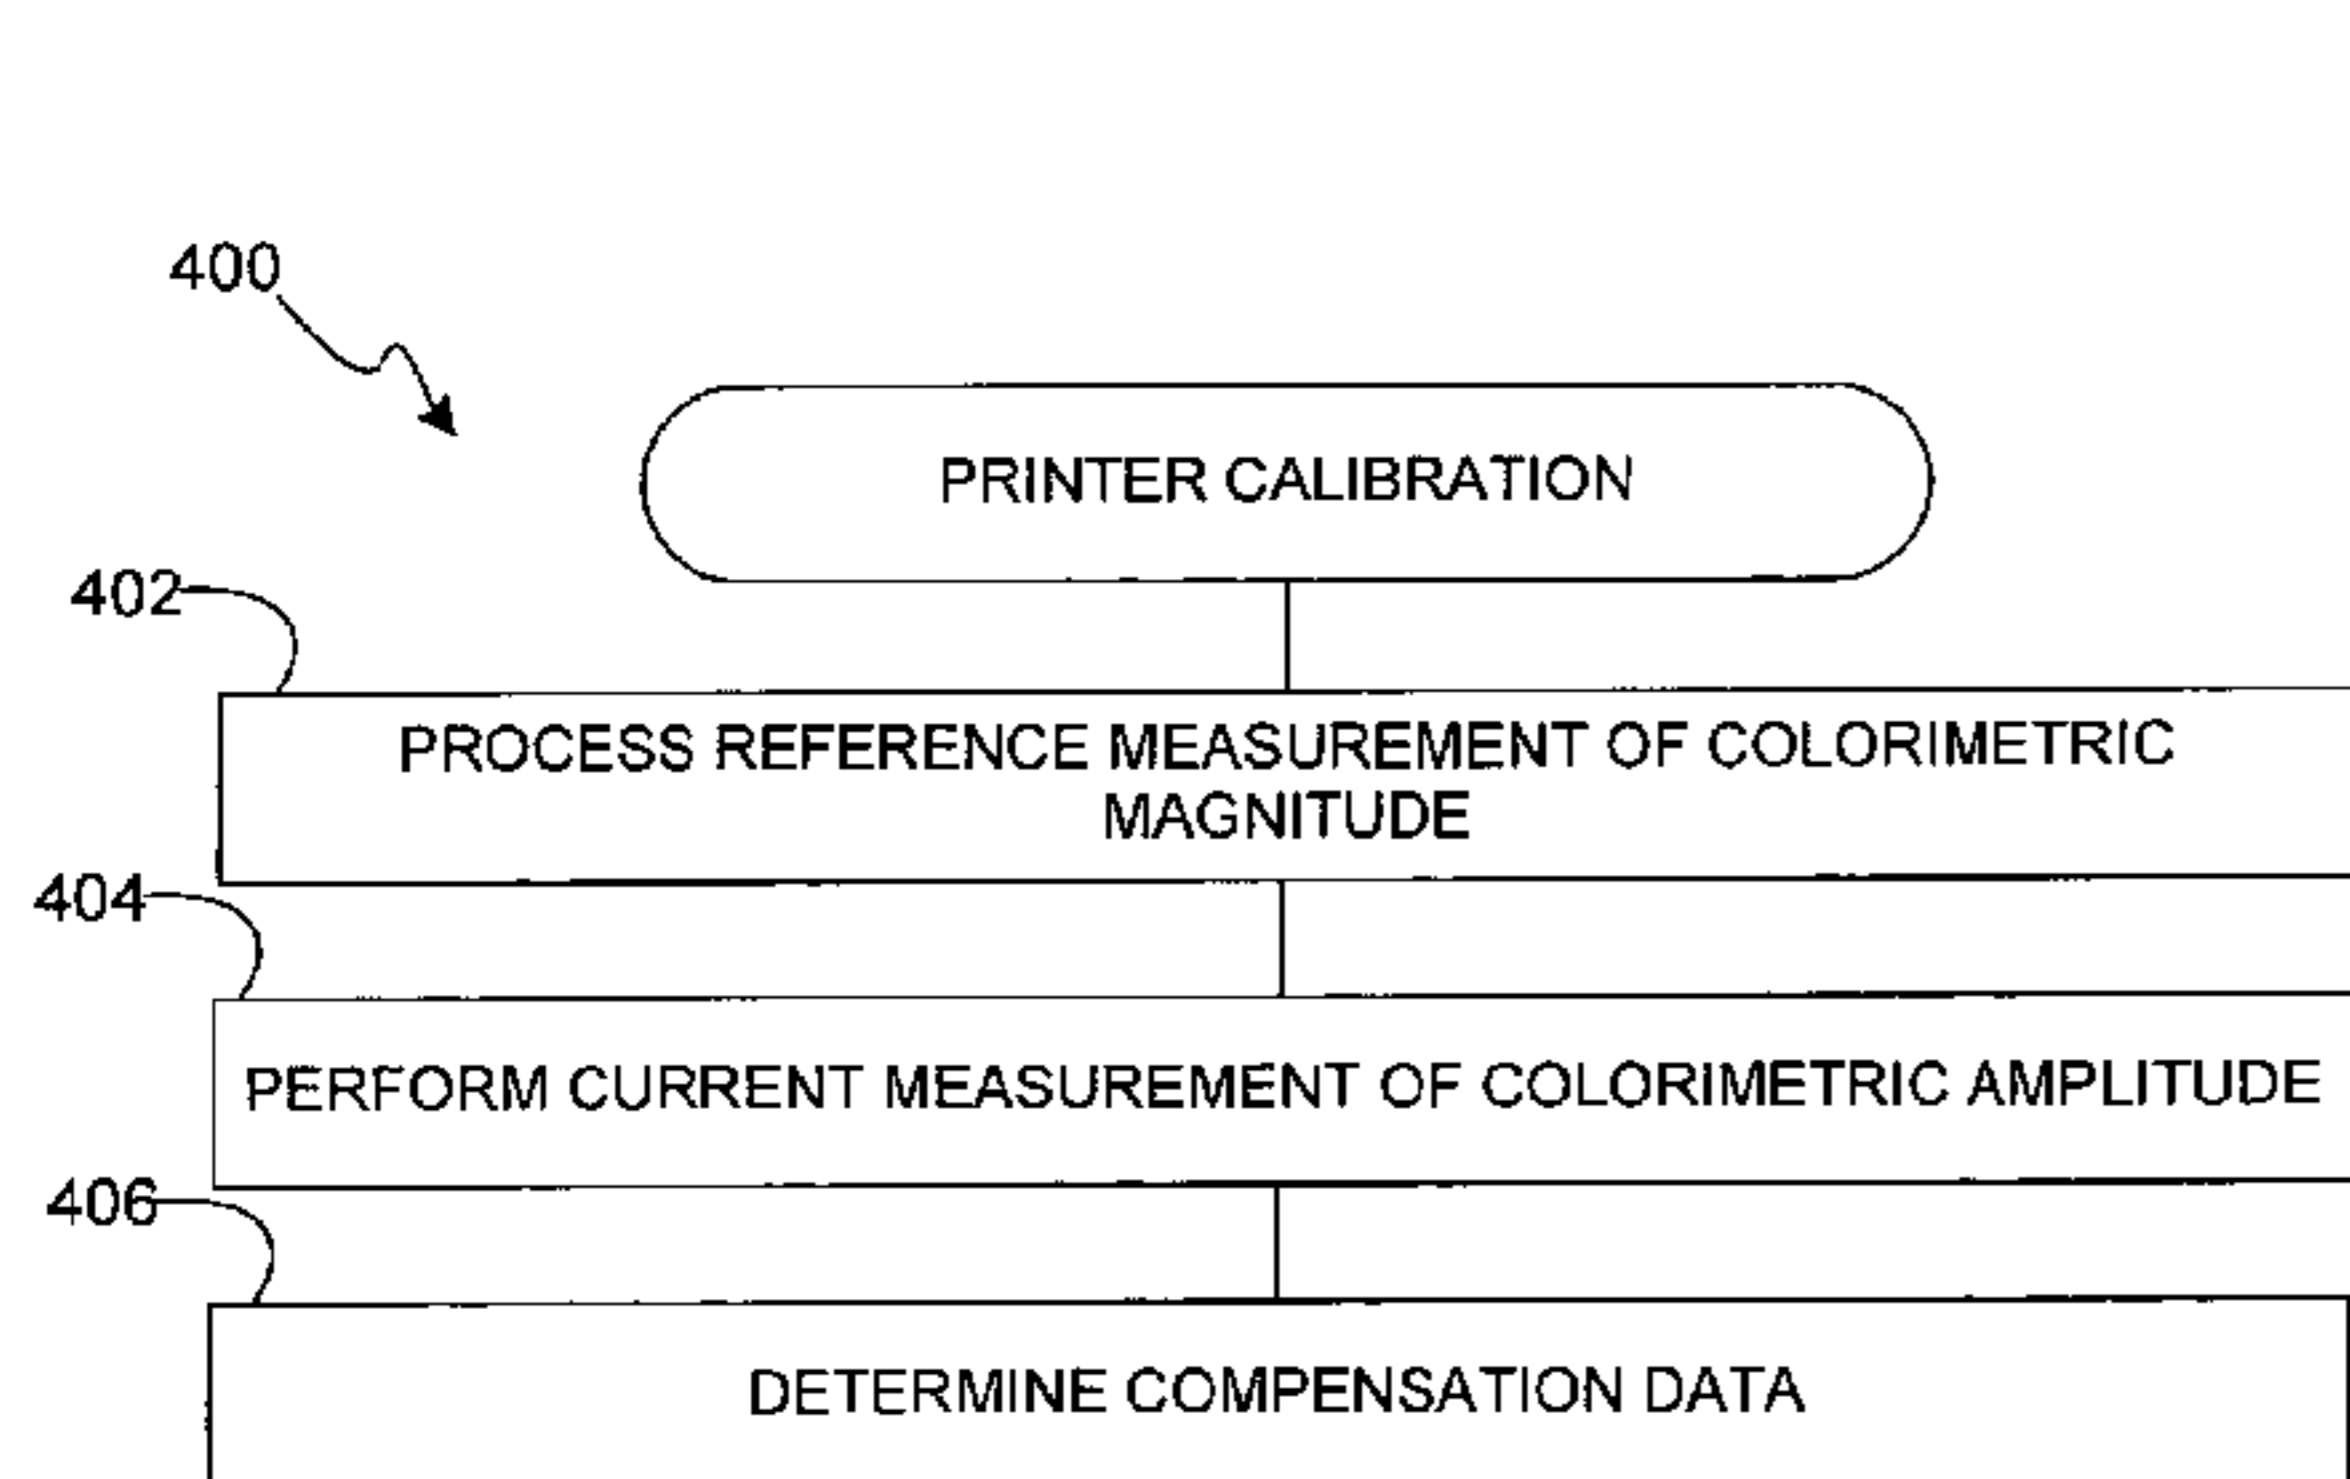 400
PRINTER CALIBRATION
402
PROCESS REFERENCE MEASUREMENT OF COLORIMETRIC
MAGNITUDE
404
PERFORM CURRENT MEASUREMENT OF COLORIMETRIC AMPLITUDE
406
DETERMINE COMPENSATION DATA